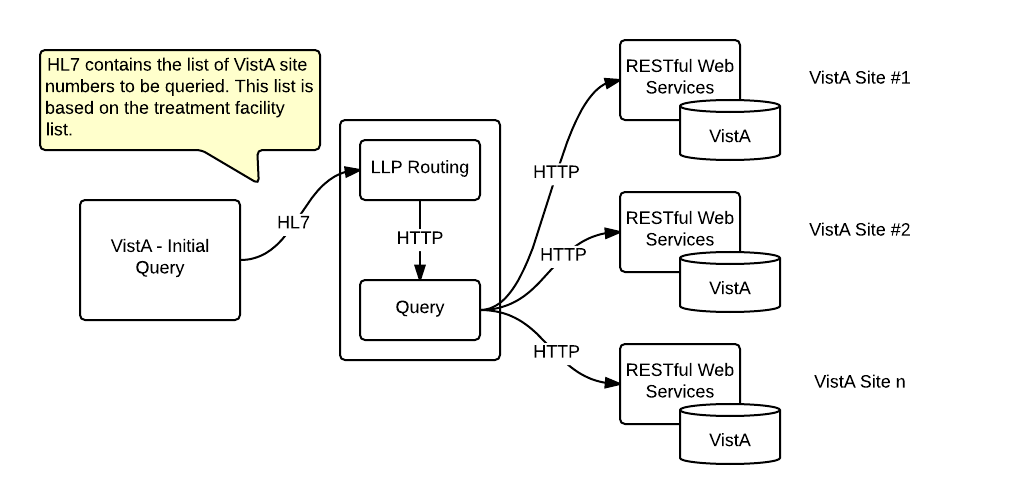 HL7 contains the list of VistA site
numbers to be queried. This list is
based on the treatment facility
list.
VistA - Initial
Query
HL7
LLP Routing
HTTP
Query
HTTP
HTTP
HTTP
RESTful Web
Services
VistA
VistA Site #1
RESTful Web
Services
VistA
VistA Site #2
RESTful Web
Services
VistA
VistA Site n